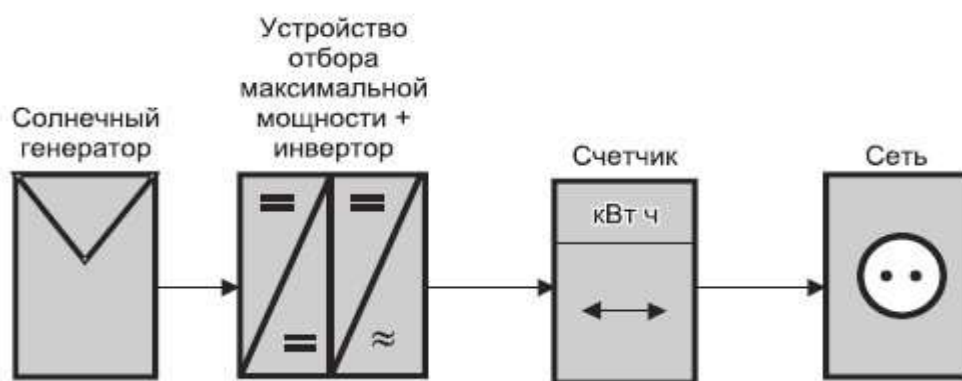 Солнечный
генератор
Устройство
отбора
максимальной
мощности +
инвертор
Счетчик
кВт ч
Сеть